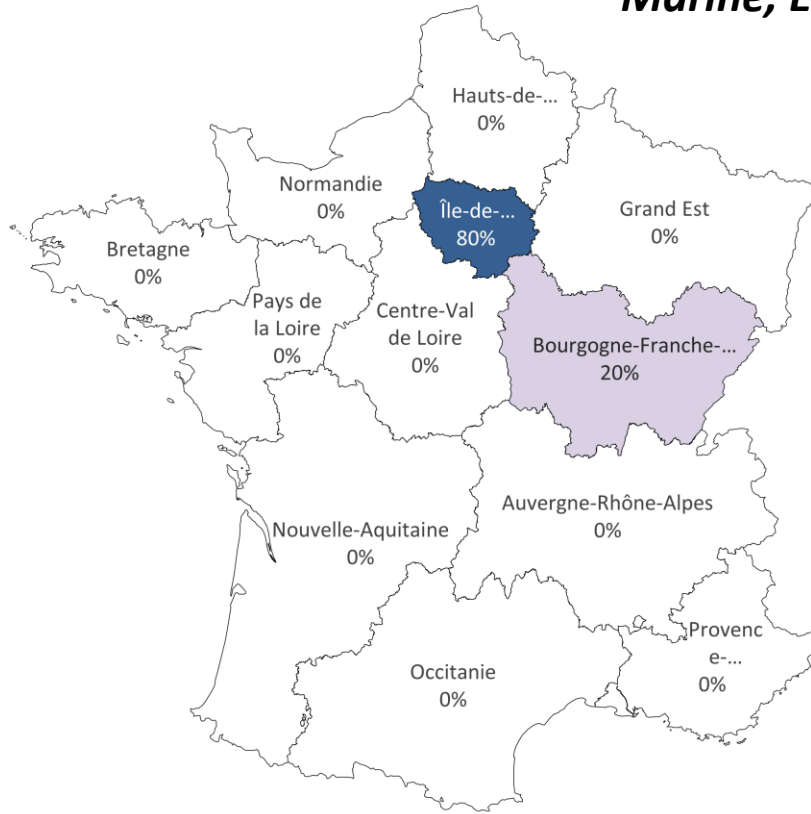 Marine, E
Hauts-de-...
0%
Normandie
0%
Île-de-...
80%
Grand Est
0%
Bretagne
0%
Pays de
la Loire
0%
Centre-Val
de Loire
0%
Bourgogne-Franche-...
20%
Auvergne-Rhône-Alpes
0%
Nouvelle-Aquitaine
0%
Provenc
e-...
0%
Occitanie
0%